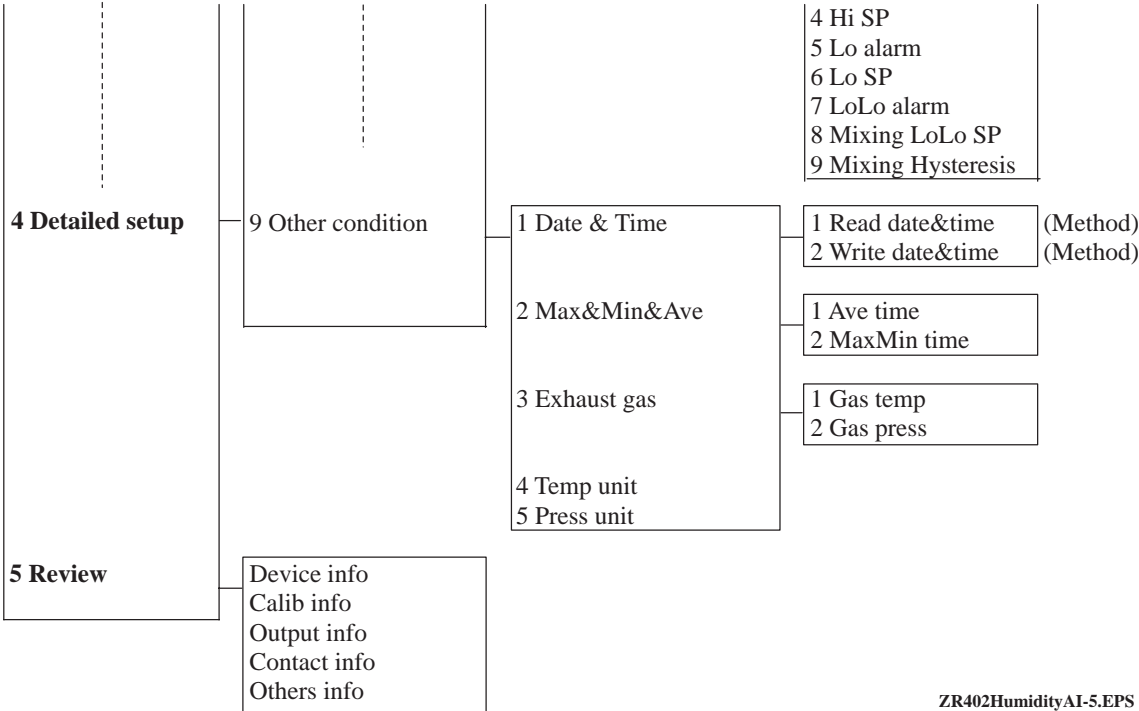 4 Hi SP
5 Lo alarm
6 Lo SP
7 LoLo alarm
8 Mixing LoLo SP
9 Mixing Hysteresis
4 Detailed setup
9 Other condition
1 Date & Time
1 Read date&time (Method)
2 Write date&time (Method)
2 Max&Min&Ave
1 Ave time
2 MaxMin time
3 Exhaust gas
1 Gas temp
2 Gas press
4 Temp unit
5 Press unit
5 Review
Device info
Calib info
Output info
Contact info
Others info
ZR402HumidityAI-5.EPS